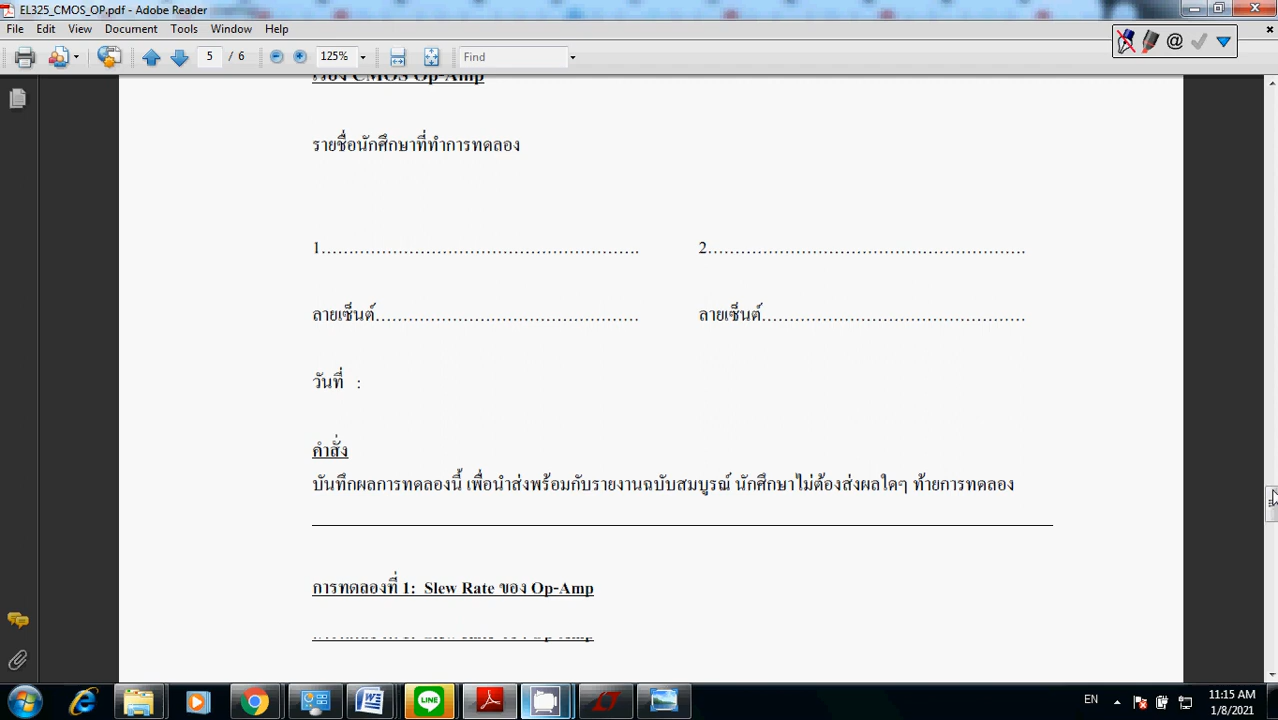 EL325_CMOS_OP.pdf - Adobe Reader
File Edit View Document Tools Window Help
5 / 6 125% Find
เรื่อง CMOS Op-Amp
รายชื่อนักศึกษาที่ทำการทดลอง
1……………………………………………………. 2…………………………………………………….
ลายเซ็นต์………………………………………… ลายเซ็นต์…………………………………………
วันที่ :
คำสั่ง
บันทึกผลการทดลองนี้ เพื่อนำส่งพร้อมกับรายงานฉบับสมบูรณ์ นักศึกษาไม่ต้องส่งผลใดๆ ท้ายการทดลอง
การทดลองที่ 1: Slew Rate ของ Op-Amp
EN 11:15 AM
1/8/2021